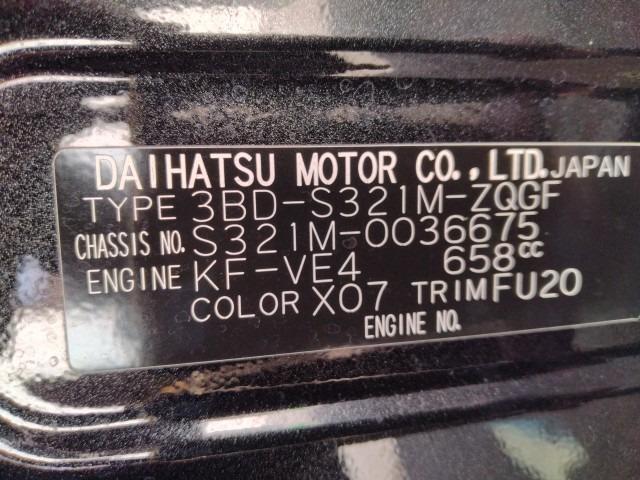 DAIHATSU MOTOR CO., LTD. JAPAN
TYPE 3BD-S321M-ZQGF
CHASSIS NO. S321M-0036675
ENGINE KF-VE4 658cc
COLOR X07 TRIM FU20
ENGINE NO.